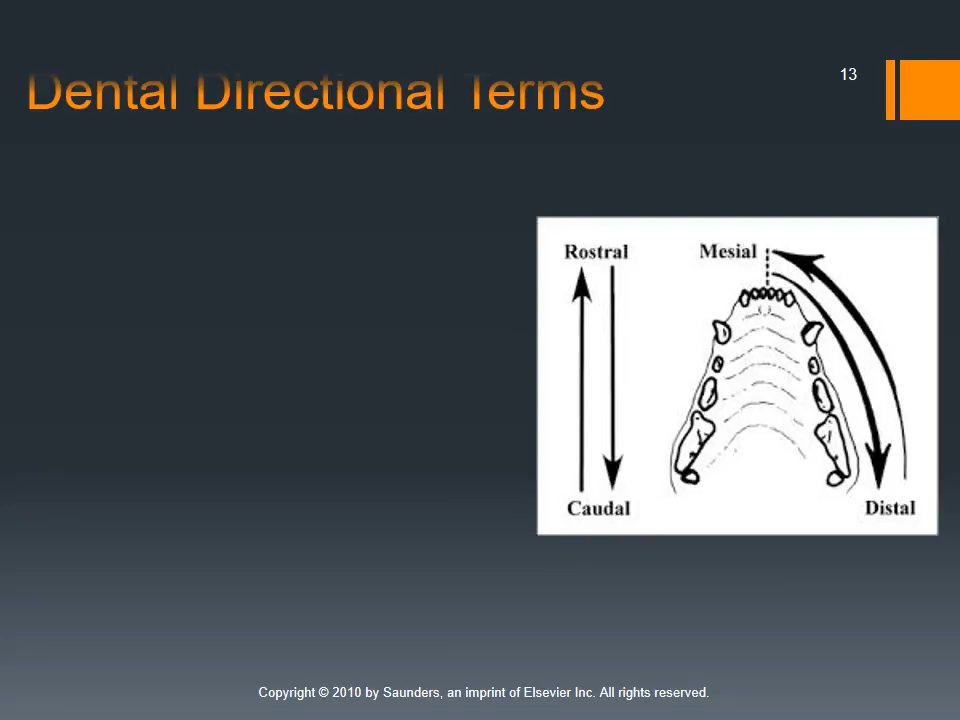 Dental Directional Terms
13
Rostral
Mesial
Caudal
Distal
Copyright © 2010 by Saunders, an imprint of Elsevier Inc. All rights reserved.